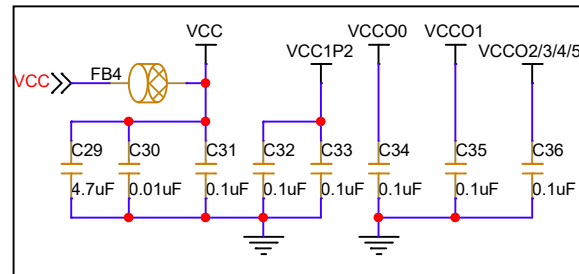 VCC VCCO0 VCCO1
VCC1P2 VCCO2/3/4/5
VCC FB4
C29 C30 C31 C32 C33 C34 C35 C36
4.7uF 0.01uF 0.1uF 0.1uF 0.1uF 0.1uF 0.1uF 0.1uF